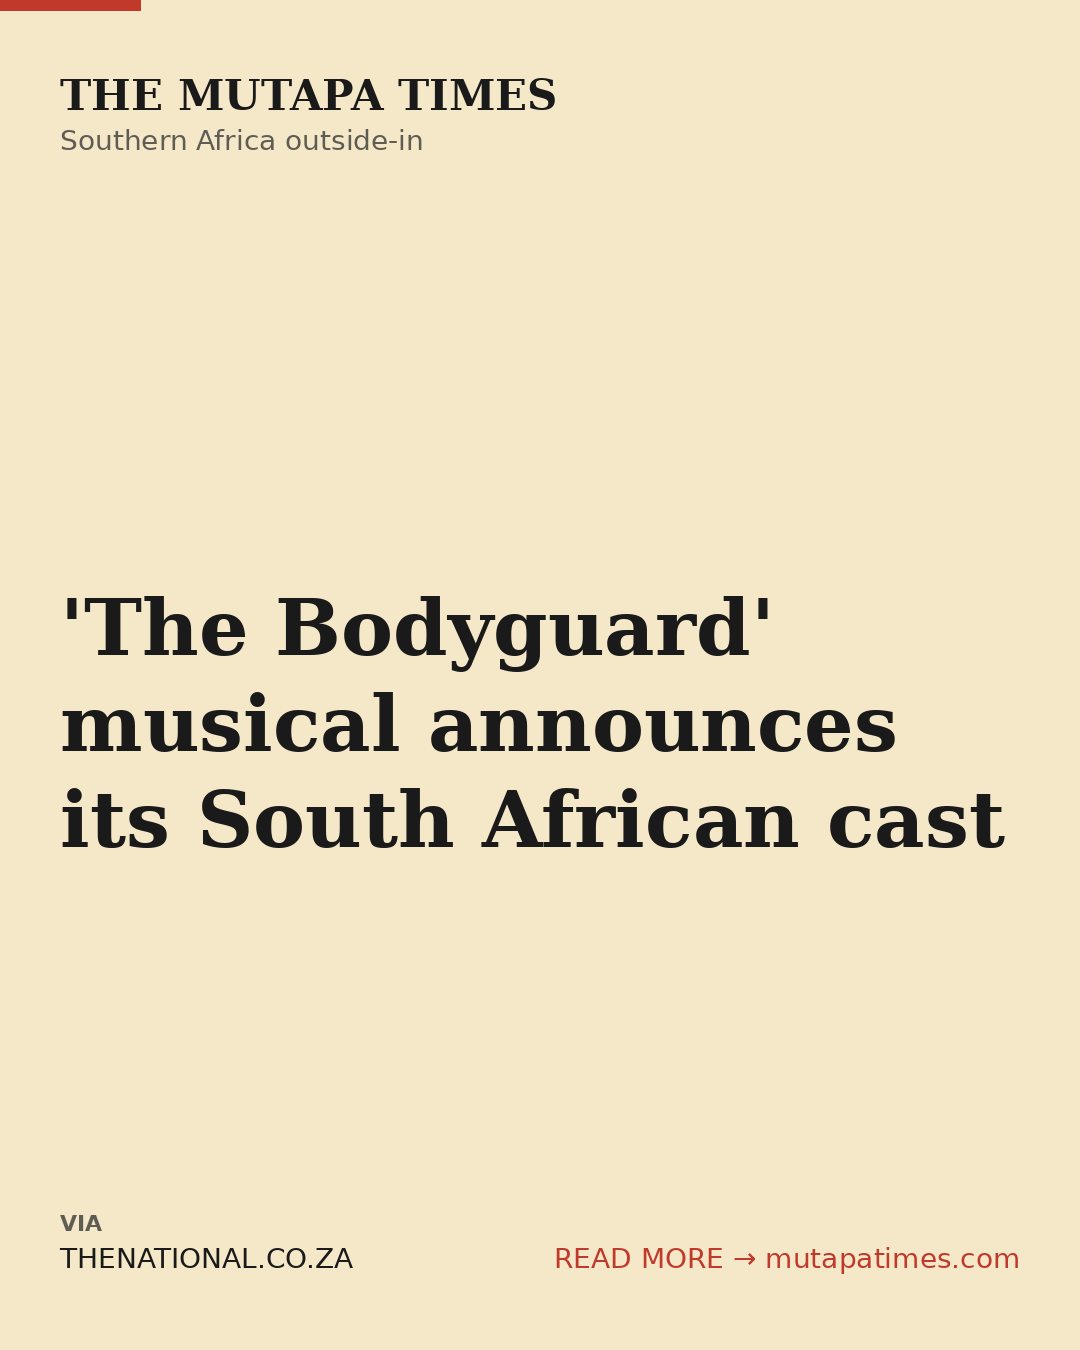 THE MUTAPA TIMES
Southern Africa outside-in
'The Bodyguard'
musical announces
its South African cast
VIA
THENATIONAL.CO.ZA
READ MORE → mutapatimes.com